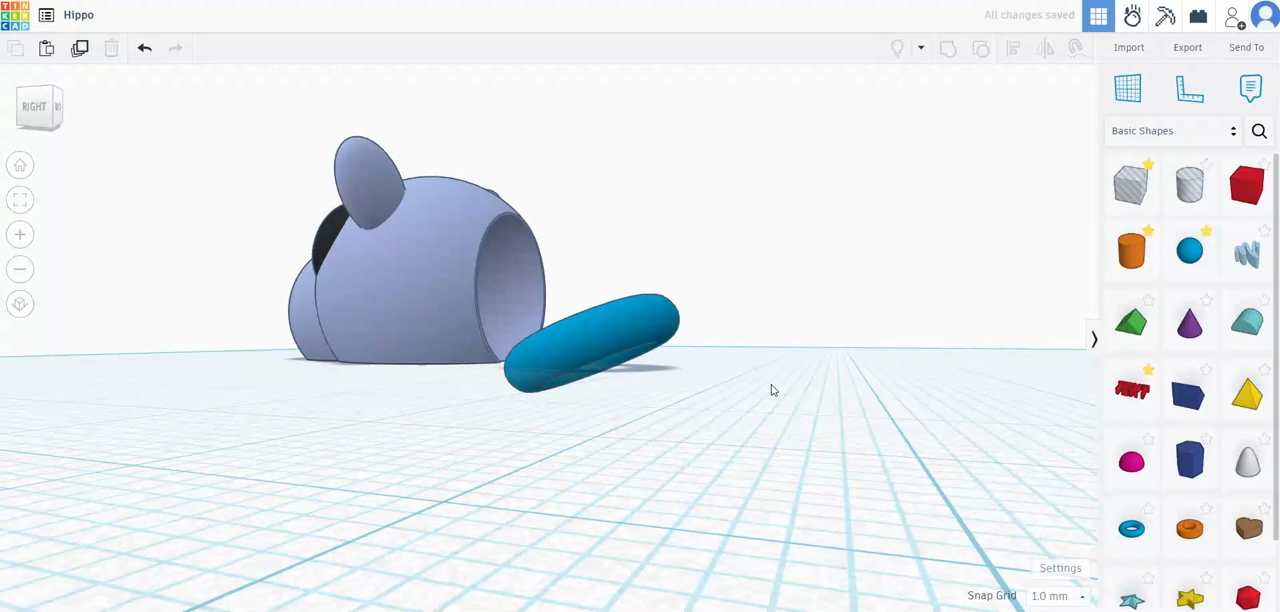 TIN
KER
CAD
Hippo
All changes saved
Import
Export
Send To
RIGHT
Basic Shapes
Settings
Snap Grid
1.0 mm